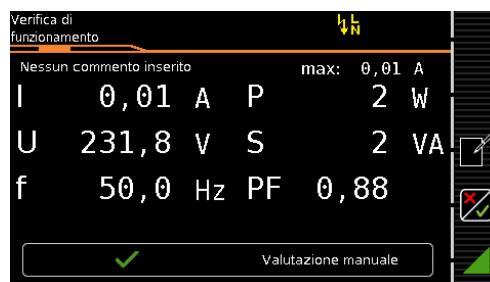 Verifica di
funzionamento
L
N
Nessun commento inserito max: 0,01 A
I 0,01 A P 2 W
U 231,8 V S 2 VA
f 50,0 Hz PF 0,88
Valutazione manuale